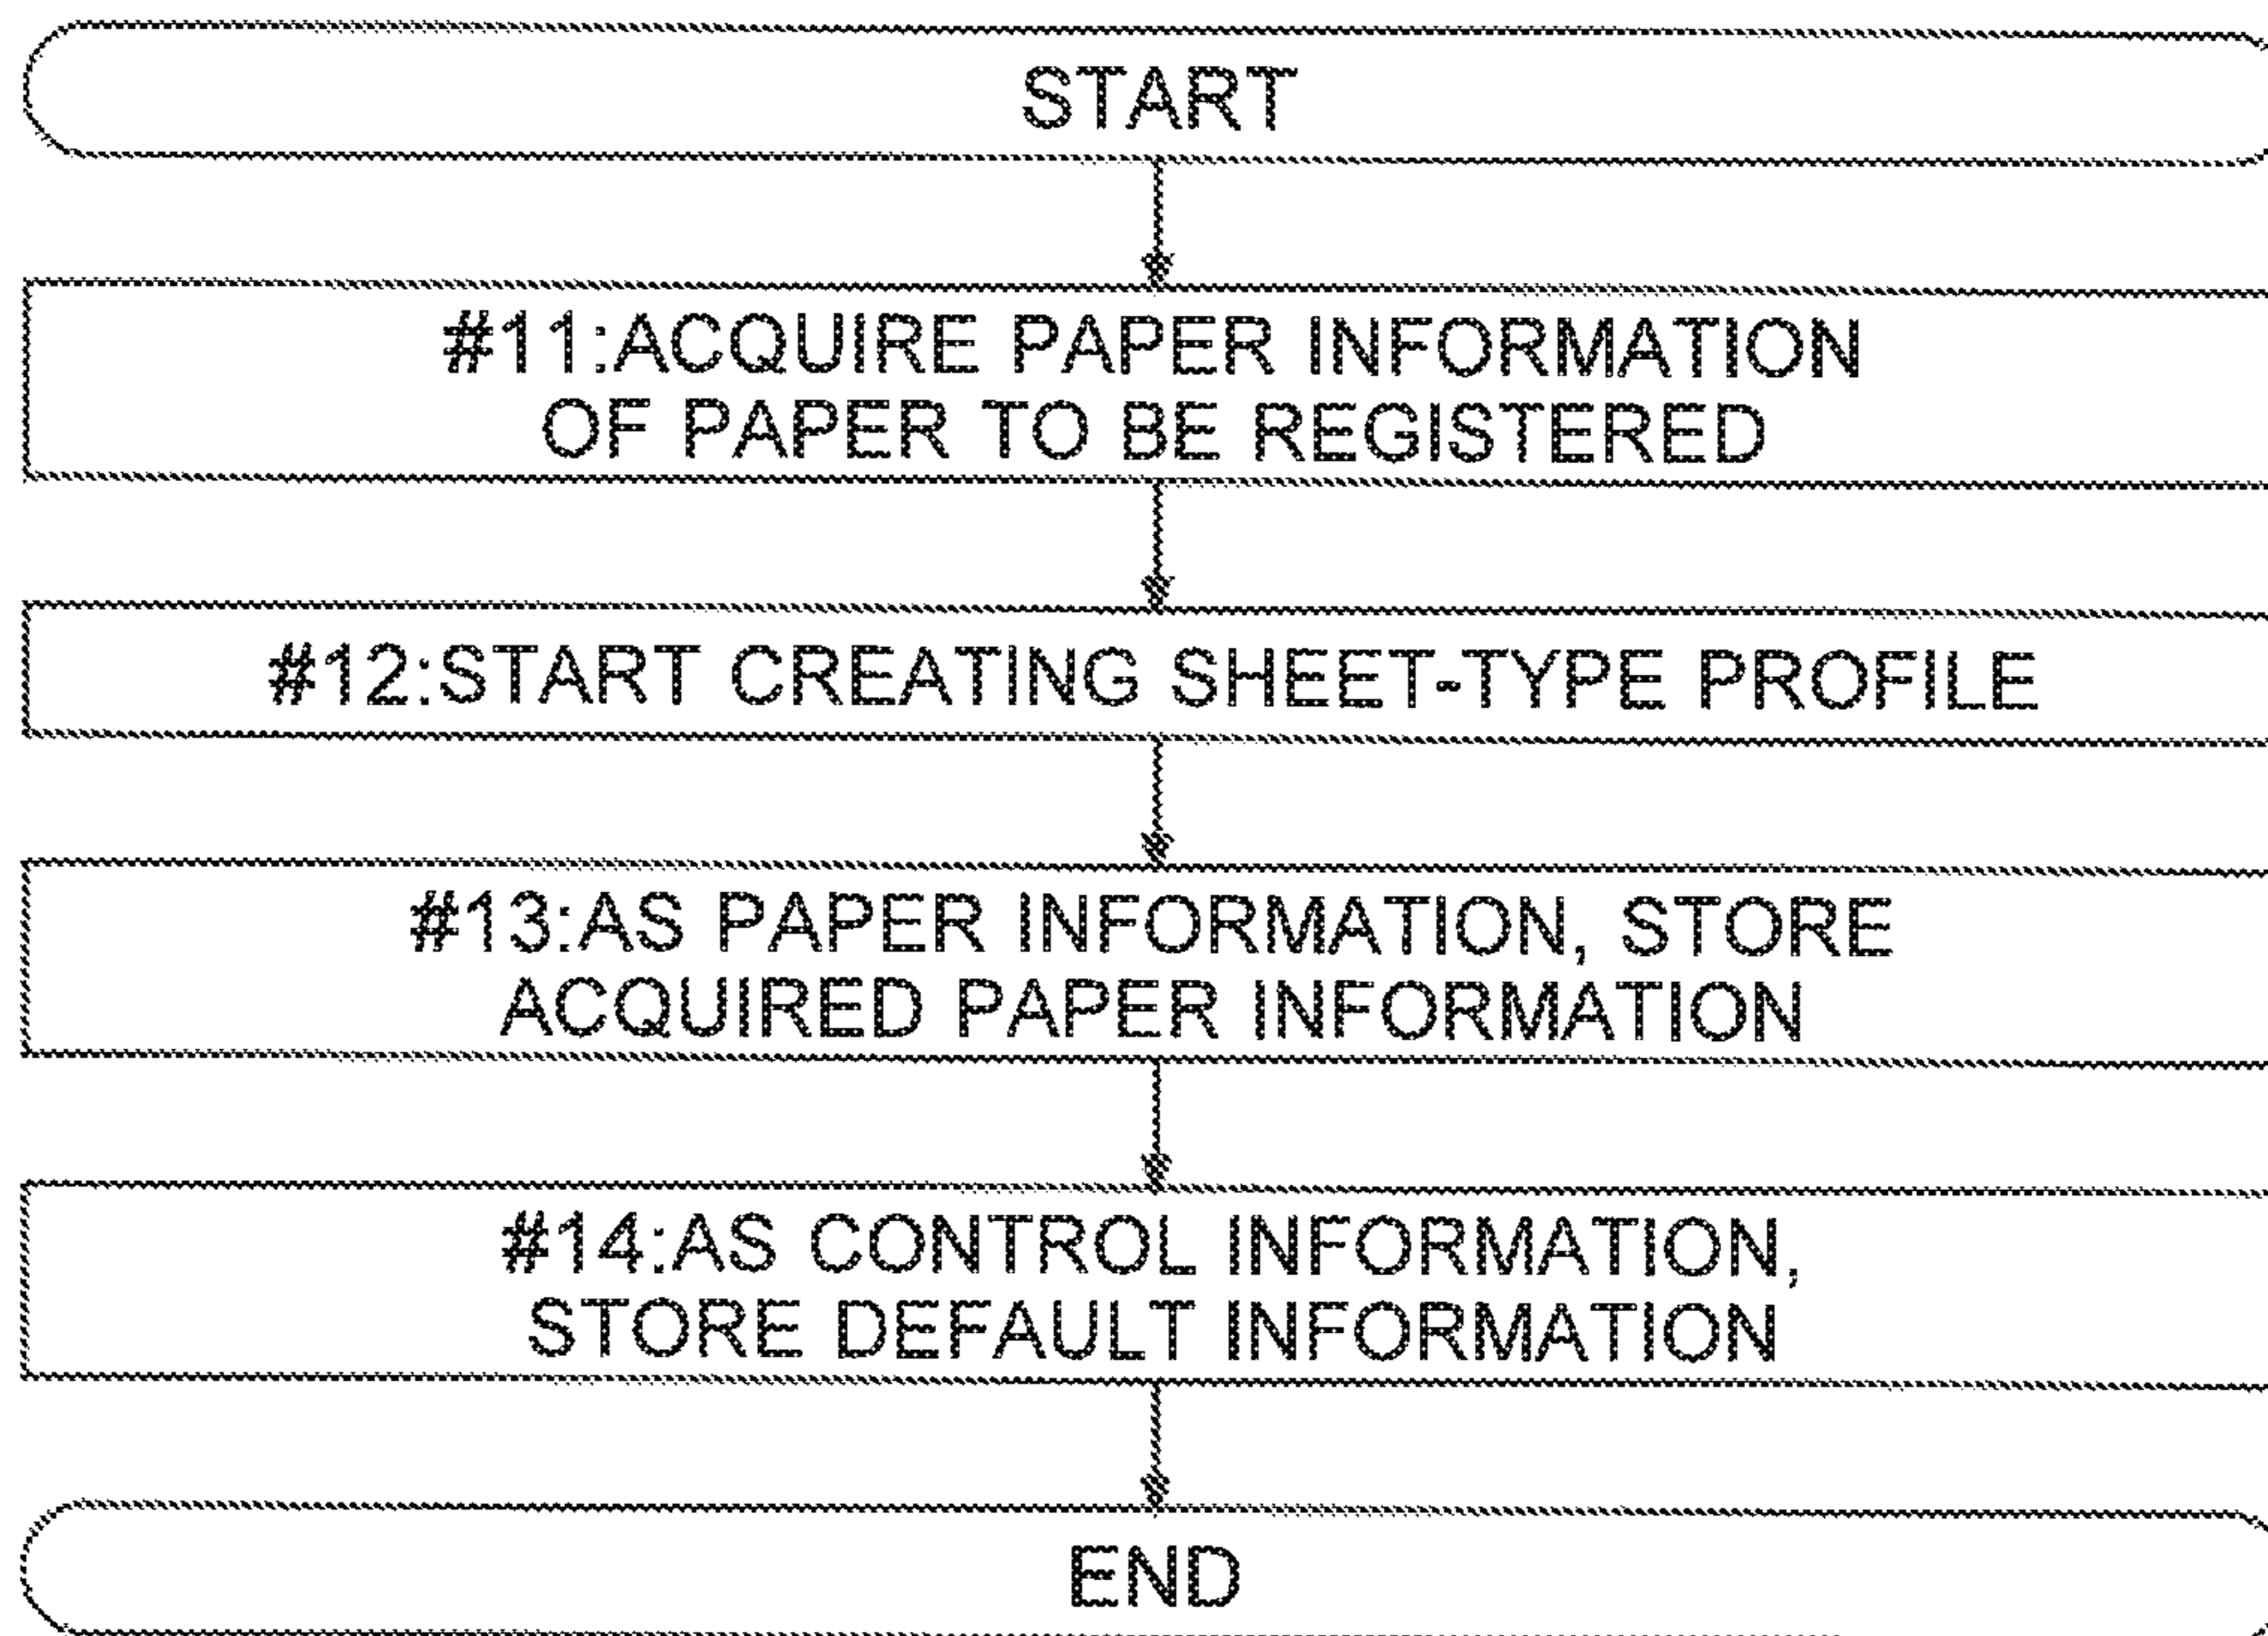 START
#11:ACQUIRE PAPER INFORMATION
OF PAPER TO BE REGISTERED
#12:START CREATING SHEET-TYPE PROFILE
#13:AS PAPER INFORMATION, STORE
ACQUIRED PAPER INFORMATION
#14:AS CONTROL INFORMATION,
STORE DEFAULT INFORMATION
END